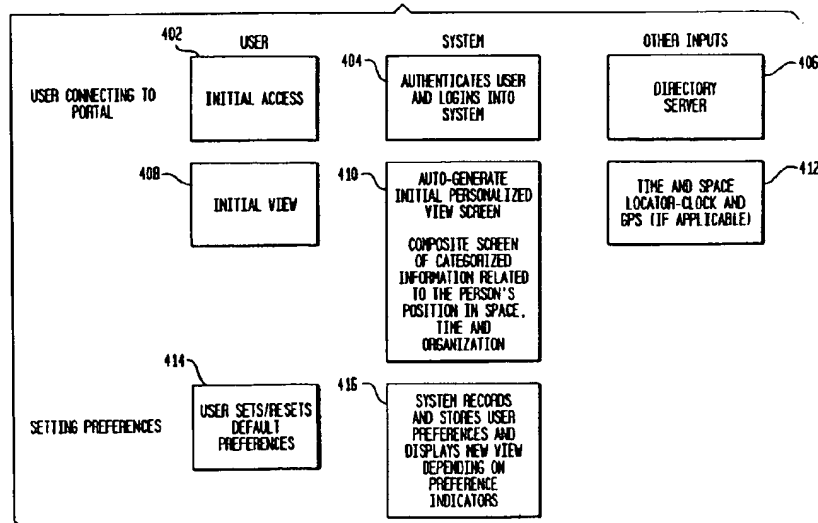 USER
SYSTEM
OTHER INPUTS
USER CONNECTING TO
PORTAL
402
INITIAL ACCESS
404
AUTHENTICATES USER
AND LOGINS INTO
SYSTEM
406
DIRECTORY
SERVER
408
INITIAL VIEW
410
AUTO-GENERATE
INITIAL PERSONALIZED
VIEW SCREEN
COMPOSITE SCREEN
OF CATEGORIZED
INFORMATION RELATED
TO THE PERSON'S
POSITION IN SPACE,
TIME AND
ORGANIZATION
412
TIME AND SPACE
LOCATOR-CLOCK AND
GPS (IF APPLICABLE)
SETTING PREFERENCES
414
USER SETS/RESETS
DEFAULT
PREFERENCES
416
SYSTEM RECORDS
AND STORES USER
PREFERENCES AND
DISPLAYS NEW VIEW
DEPENDING ON
PREFERENCE
INDICATORS